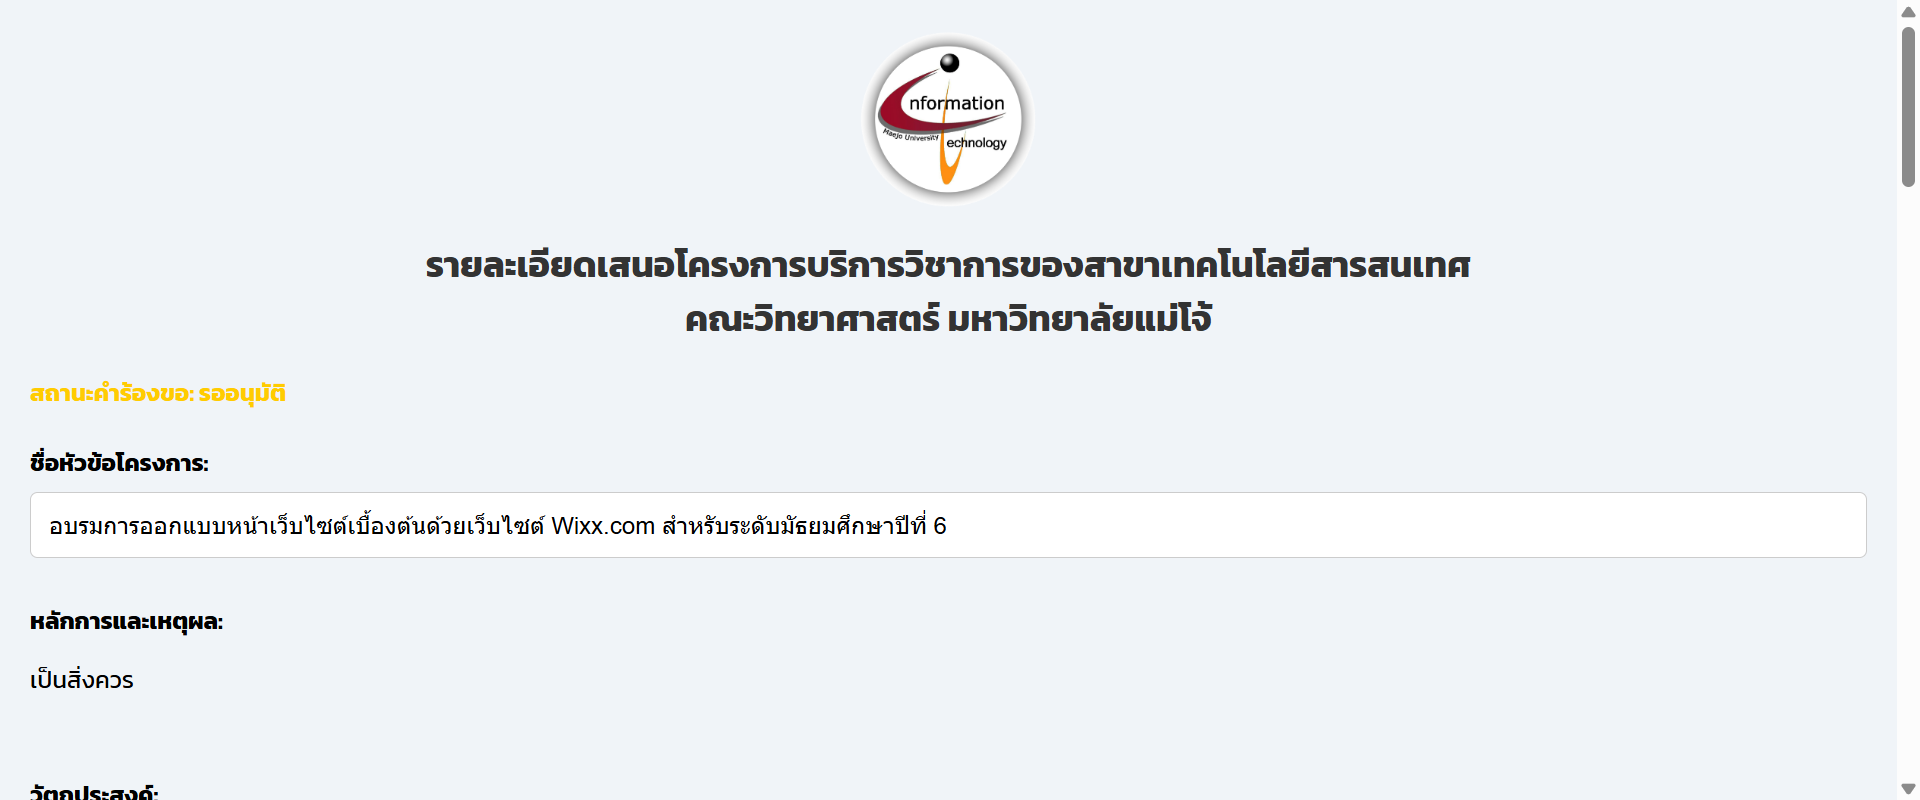 nformation
Maejo University
echnology
รายละเอียดเสนอโครงการบริการวิชาการของสาขาเทคโนโลยีสารสนเทศ
คณะวิทยาศาสตร์ มหาวิทยาลัยแม่โจ้
สถานะคำร้องขอ: รออนุมัติ
ชื่อหัวข้อโครงการ:
อบรมการออกแบบหน้าเว็บไซต์เบื้องต้นด้วยเว็บไซต์ Wixx.com สำหรับระดับมัธยมศึกษาปีที่ 6
หลักการและเหตุผล:
เป็นสิ่งควร
วัตถุประสงค์: